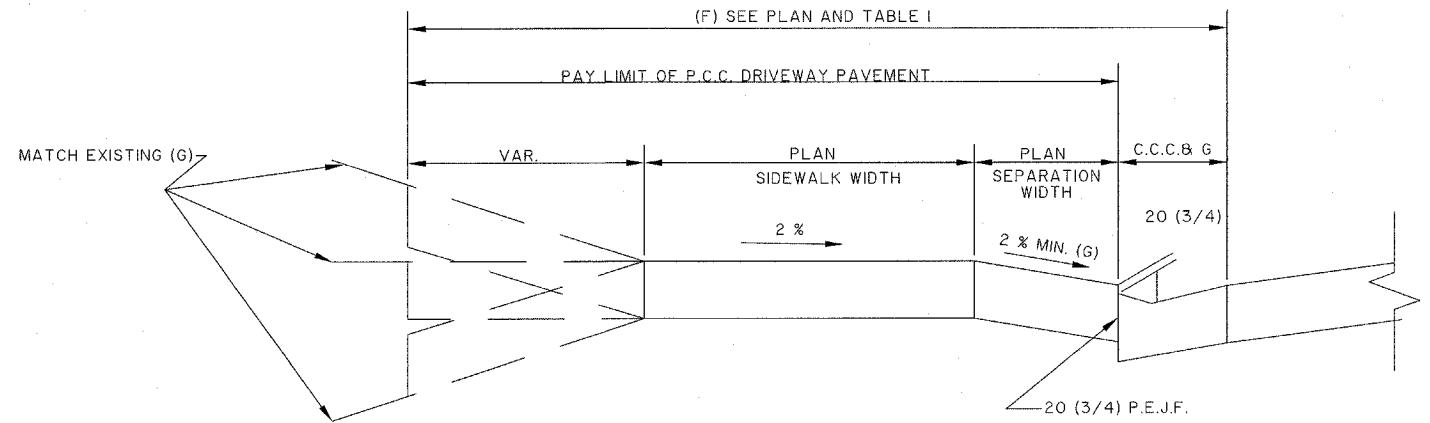 (F) SEE PLAN AND TABLE I
PAY LIMIT OF P.C.C. DRIVEWAY PAVEMENT
MATCH EXISTING (G)
VAR.
PLAN
SIDEWALK WIDTH
PLAN
SEPARATION
WIDTH
C.C.C.& G
20 (3/4)
2 %
2 % MIN. (G)
20 (3/4) P.E.J.F.